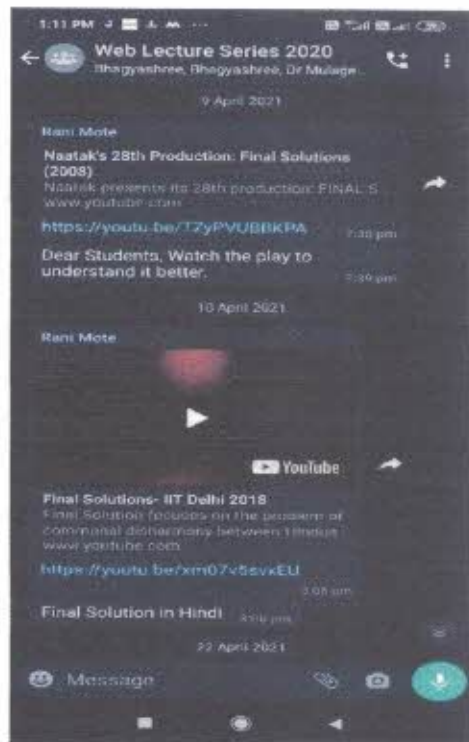 1:11 PM
Web Lecture Series 2020
Bhagyashree, Bhagyashree, Dr Mulage...
9 April 2021
Rani Mote
Naatak's 28th Production: Final Solutions
(2008)
Naatak presents its 28th production: FINAL S
www.youtube.com
https://youtu.be/TZyPVUBBKPA
7:38 pm
Dear Students, Watch the play to
understand it better.
7:39 pm
10 April 2021
Rani Mote
YouTube
Final Solutions- IIT Delhi 2018
Final Solution focuses on the problem of
communal disharmony between Hindus
www.youtube.com
https://youtu.be/xm07v5svxEU
Final Solution in Hindi
22 April 2021
Message